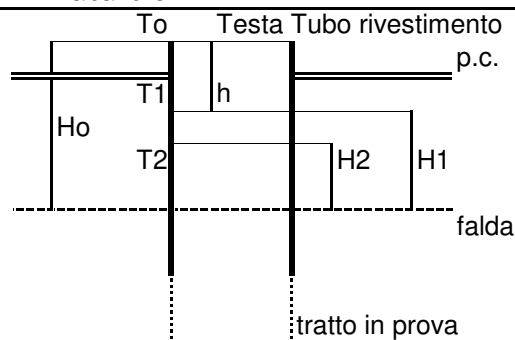 To Testa Tubo rivestimento
p.c.
T1 h
Ho
T2 H2 H1
falda
tratto in prova